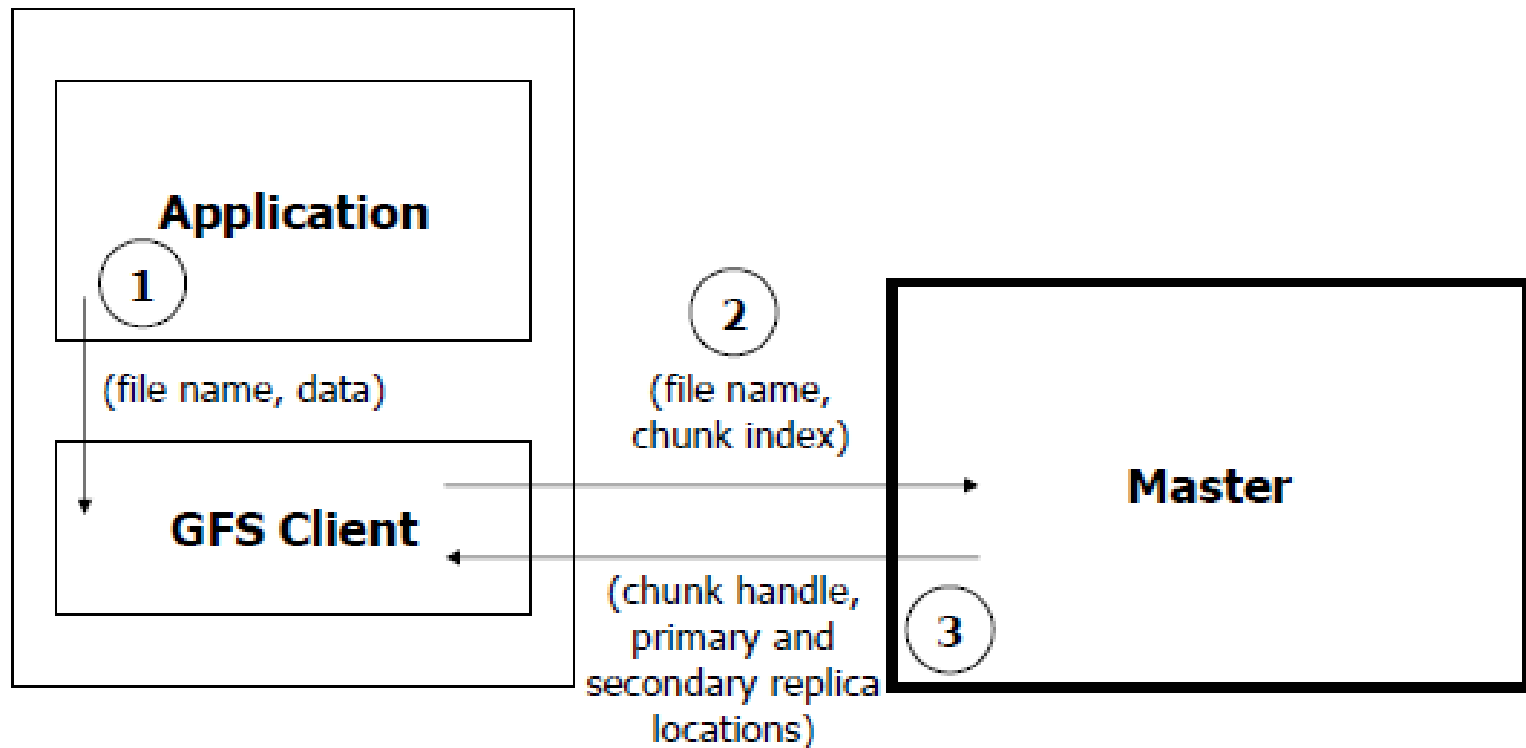 Application
1
(file name, data)
GFS Client
2
(file name,
chunk index)
Master
(chunk handle,
primary and
secondary replica
locations)
3